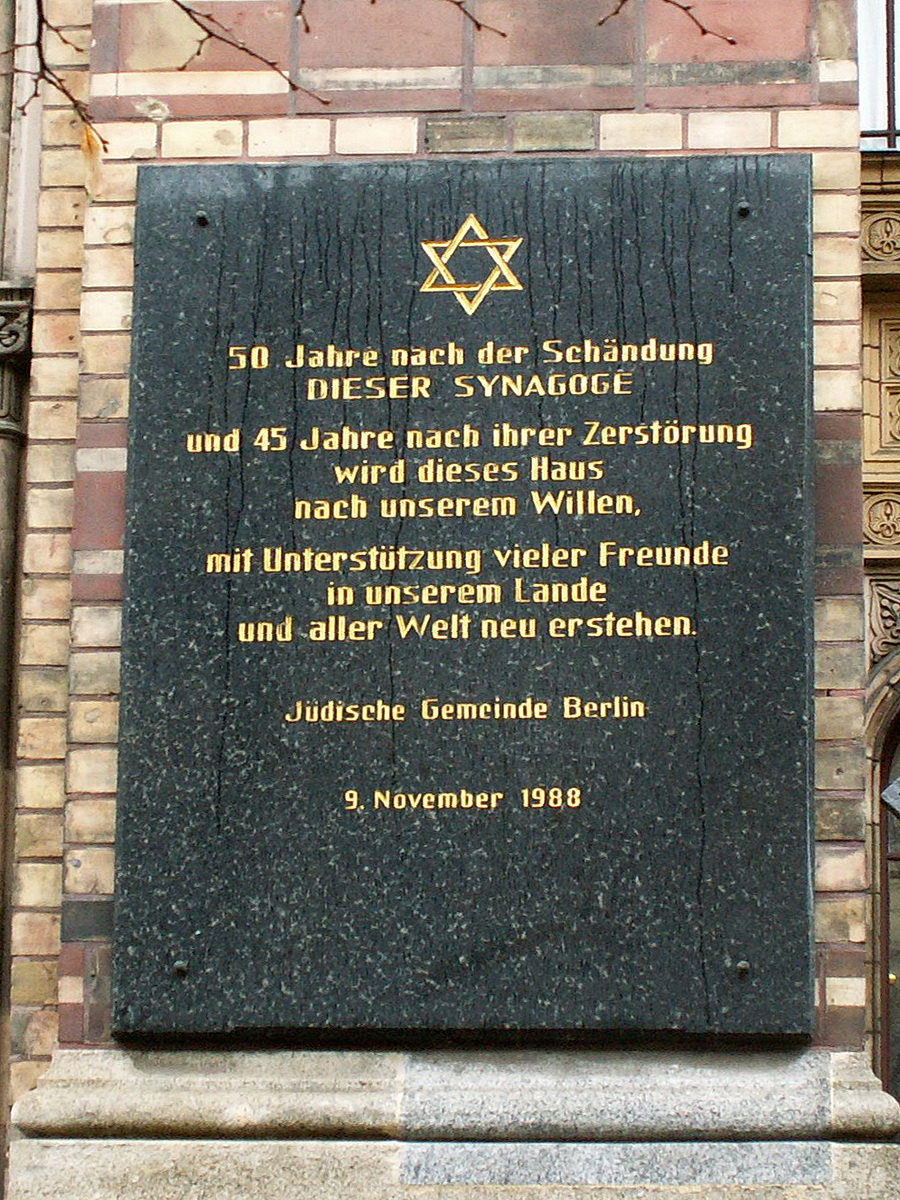 50 Jahre nach der Schändung
DIESER SYNAGOGE
und 45 Jahre nach ihrer Zerstörung
wird dieses Haus
nach unserem Willen,
mit Unterstützung vieler Freunde
in unserem Lande
und aller Welt neu erstehen.
Jüdische Gemeinde Berlin
9. November 1988